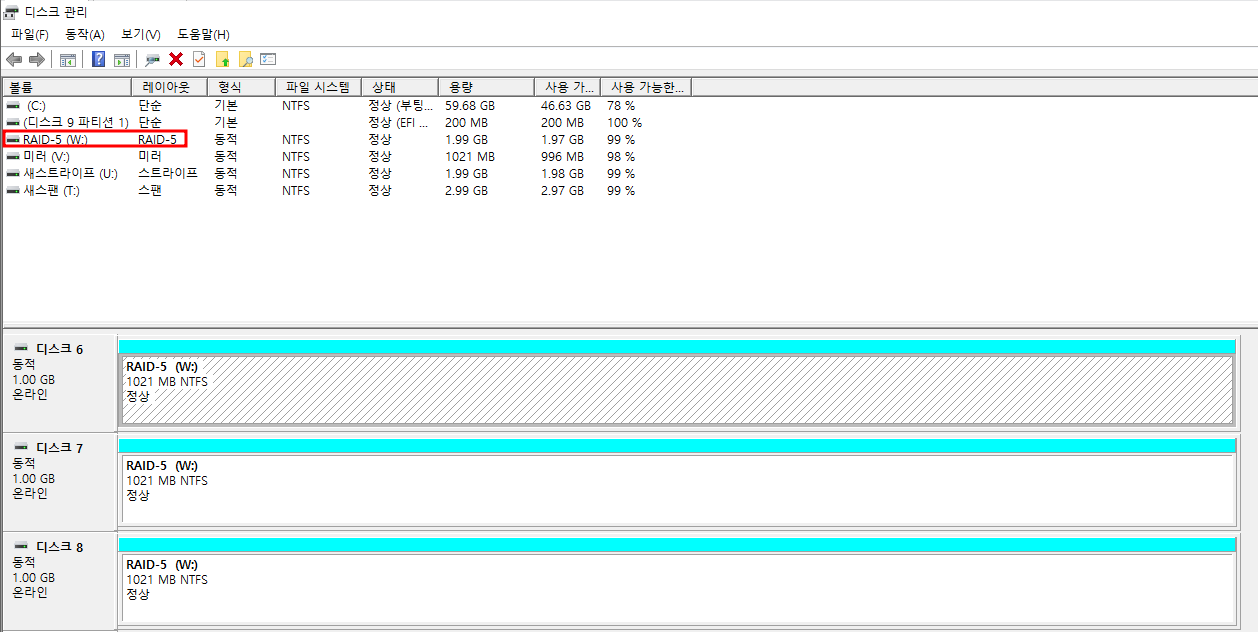 디스크 관리
파일(F) 동작(A) 보기(V) 도움말(H)
볼륨 레이아웃 형식 파일 시스템 상태 용량 사용 가... 사용 가능한...
(C:) 단순 기본 NTFS 정상 (부팅... 59.68 GB 46.63 GB 78 %
(디스크 9 파티션 1) 단순 기본 정상 (EFI ... 200 MB 200 MB 100 %
RAID-5 (W:) RAID-5 동적 NTFS 정상 1.99 GB 1.97 GB 99 %
미러 (V:) 미러 동적 NTFS 정상 1021 MB 996 MB 98 %
새스트라이프 (U:) 스트라이프 동적 NTFS 정상 1.99 GB 1.98 GB 99 %
새스팬 (T:) 스팬 동적 NTFS 정상 2.99 GB 2.97 GB 99 %
디스크 6
동적
1.00 GB
온라인
RAID-5 (W:)
1021 MB NTFS
정상
디스크 7
동적
1.00 GB
온라인
RAID-5 (W:)
1021 MB NTFS
정상
디스크 8
동적
1.00 GB
온라인
RAID-5 (W:)
1021 MB NTFS
정상